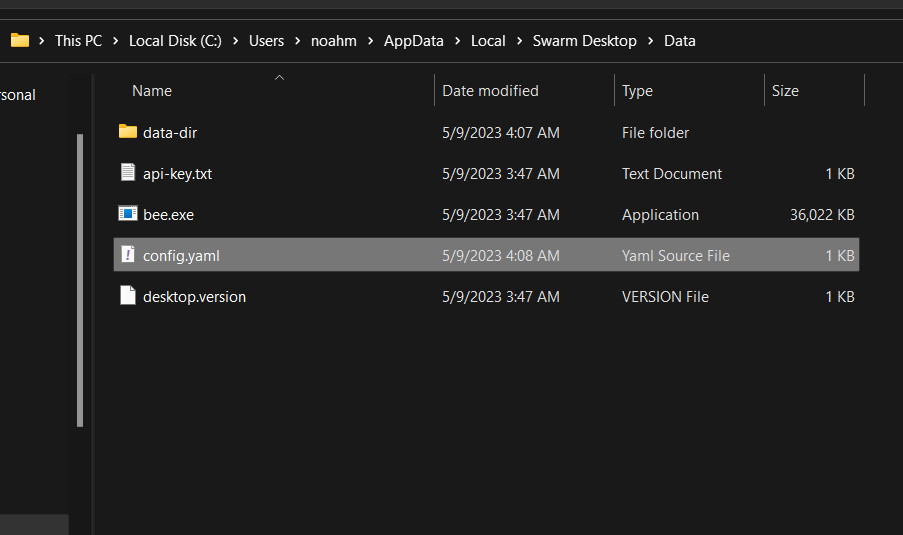 This PC > Local Disk (C:) > Users > noahm > AppData > Local > Swarm Desktop > Data
rsonal
Name Date modified Type Size
data-dir 5/9/2023 4:07 AM File folder
api-key.txt 5/9/2023 3:47 AM Text Document 1 KB
bee.exe 5/9/2023 3:47 AM Application 36,022 KB
config.yaml 5/9/2023 4:08 AM Yaml Source File 1 KB
desktop.version 5/9/2023 3:47 AM VERSION File 1 KB